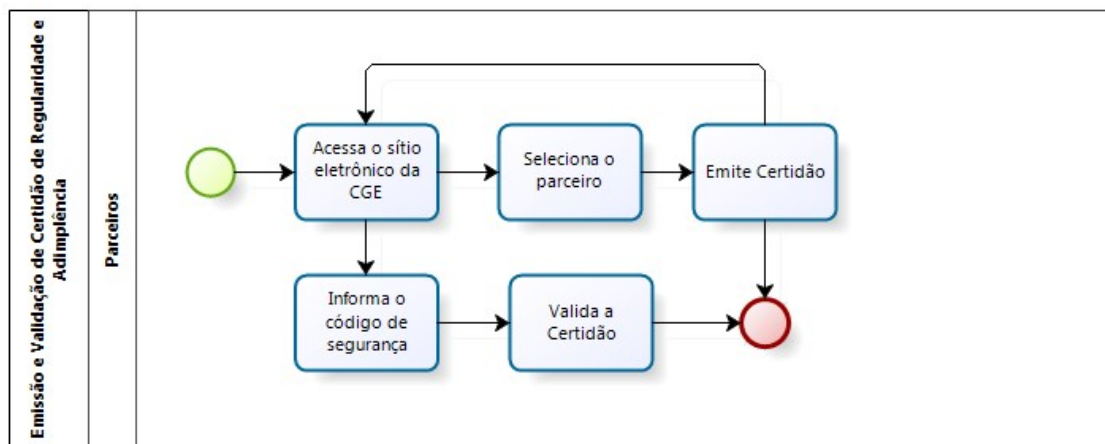 Emissão e Validação de Certidão de Regularidade e
Adimplência
Parceiros
Acessa o sítio
eletrônico da
CGE
Seleciona o
parceiro
Emite Certidão
Informa o
código de
segurança
Valida a
Certidão